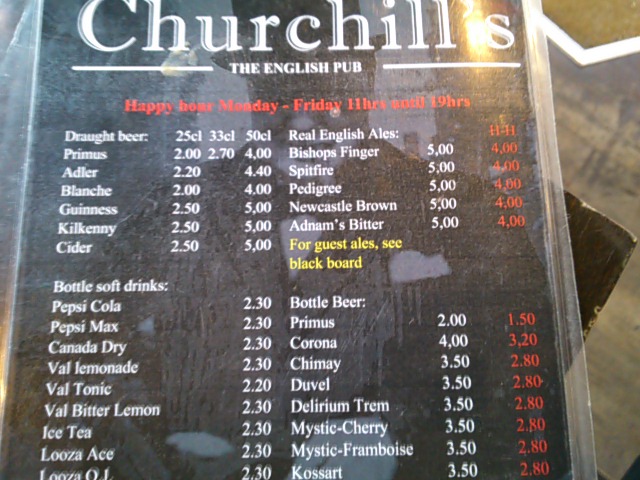 Churchill's
THE ENGLISH PUB
Happy hour Monday - Friday 11hrs until 19hrs
Draught beer: 25cl 33cl 50cl
Primus 2.00 2.70 4,00
Adler 2.20 4.40
Blanche 2.00 4.00
Guinness 2.50 5,00
Kilkenny 2.50 5,00
Cider 2.50 5,00
Real English Ales: H-H
Bishops Finger 5,00 4,00
Spitfire 5,00 4,00
Pedigree 5,00 4,00
Newcastle Brown 5,00 4,00
Adnam's Bitter 5,00 4,00
For guest ales, see
black board
Bottle soft drinks:
Pepsi Cola 2.30
Pepsi Max 2.30
Canada Dry 2.30
Val lemonade 2.30
Val Tonic 2.20
Val Bitter Lemon 2.30
Ice Tea 2.30
Looza Ace 2.30
Looza O.J. 2.30
Bottle Beer:
Primus 2.00 1.50
Corona 4,00 3,20
Chimay 3.50 2.80
Duvel 3.50 2.80
Delirium Trem 3.50 2.80
Mystic-Cherry 3.50 2.80
Mystic-Framboise 3.50 2.80
Kossart 3.50 2.80